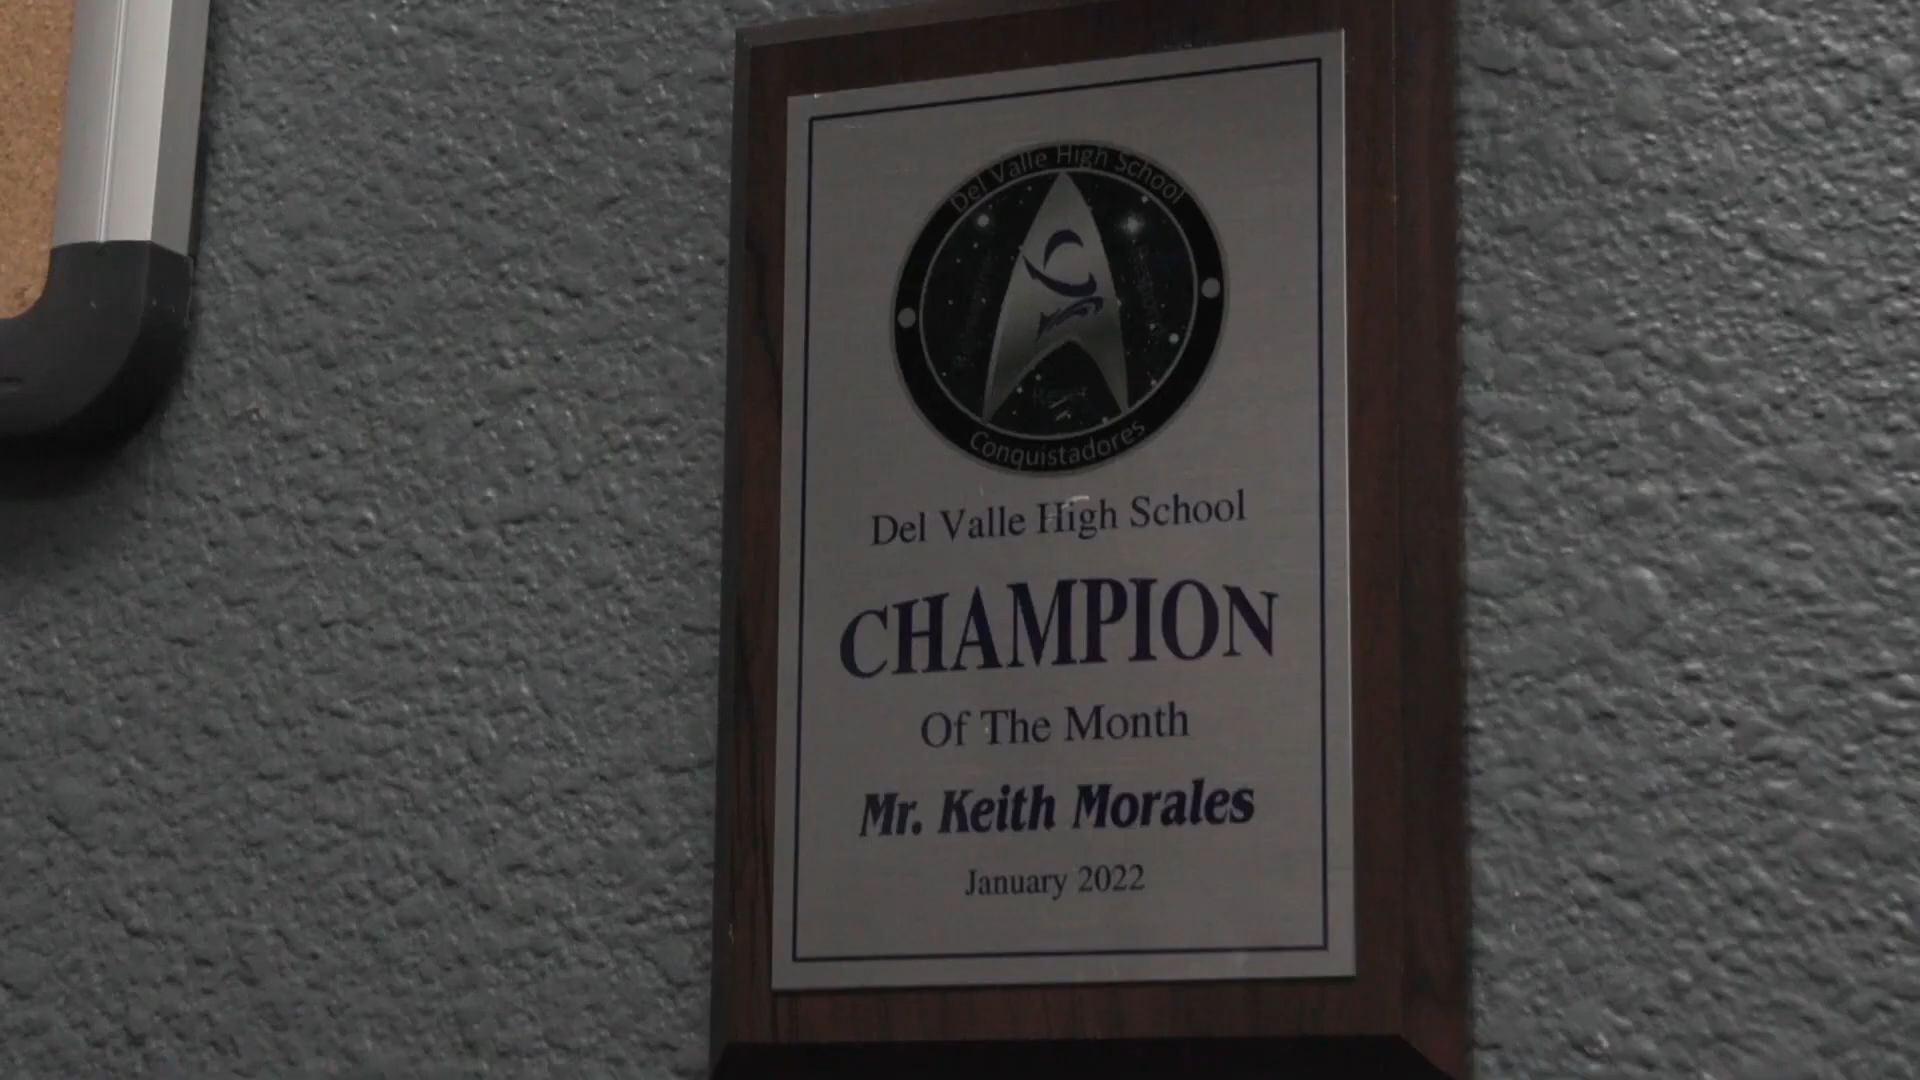 Del Valle High School
Conquistadores
Del Valle High School
CHAMPION
Of The Month
Mr. Keith Morales
January 2022